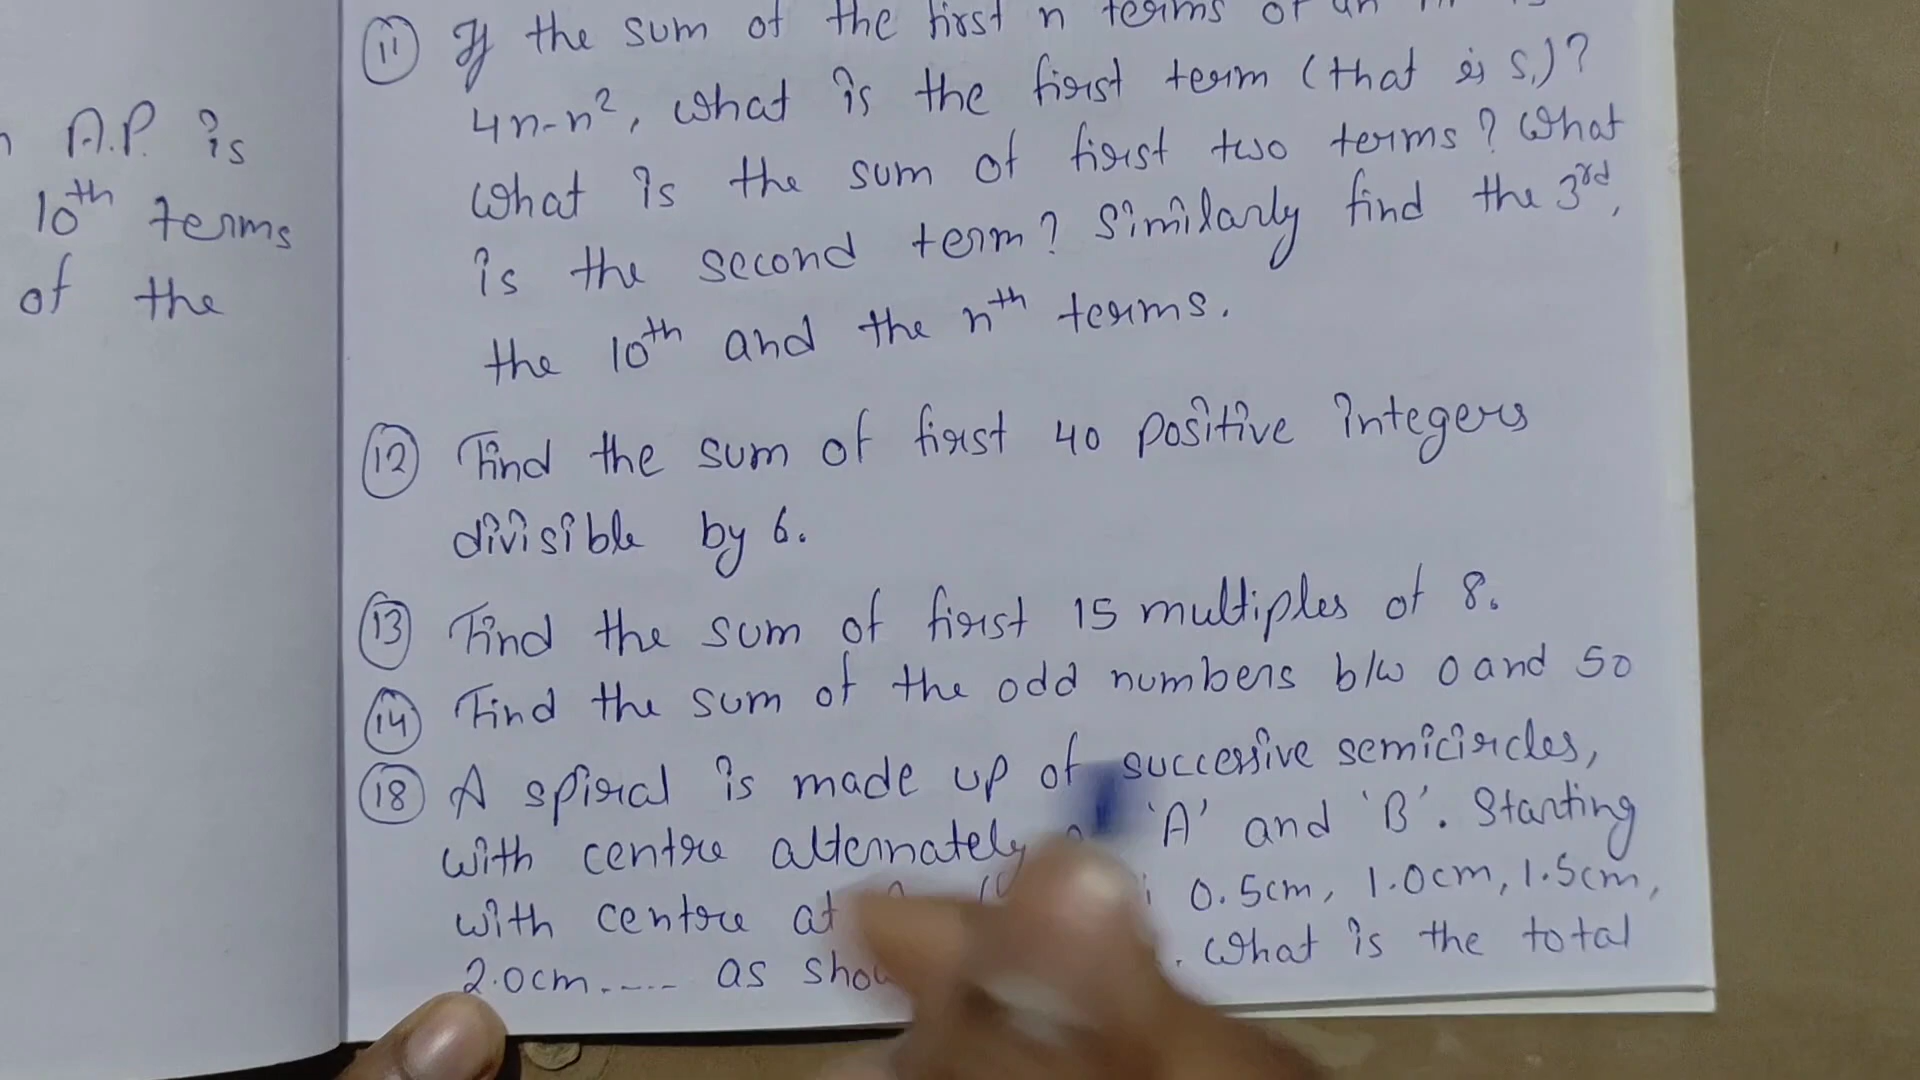 A.P. is
10th terms
of the
(11) If the sum of the first n terms of an
4n-n², what is the first term (that is S₁)?
What is the sum of first two terms? What
is the second term? Similarly find the 3rd,
the 10th and the nth terms.
(12) Find the sum of first 40 positive integers
divisible by 6.
(13) Find the sum of first 15 multiples of 8.
(14) Find the sum of the odd numbers b/w 0 and 50
(18) A spiral is made up of successive semicircles,
with centre alternately 'A' and 'B'. Starting
with centre at 0.5cm, 1.0cm, 1.5cm,
2.0cm..... as What is the total